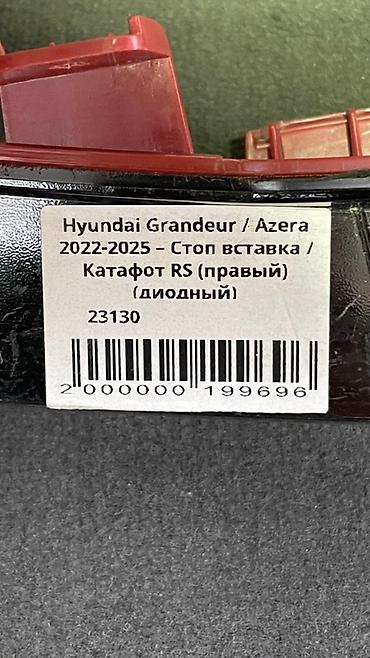 Hyundai Grandeur / Azera
2022-2025 – Стоп вставка /
Катафот RS (правый)
(диодный)
23130
2 000000 199696